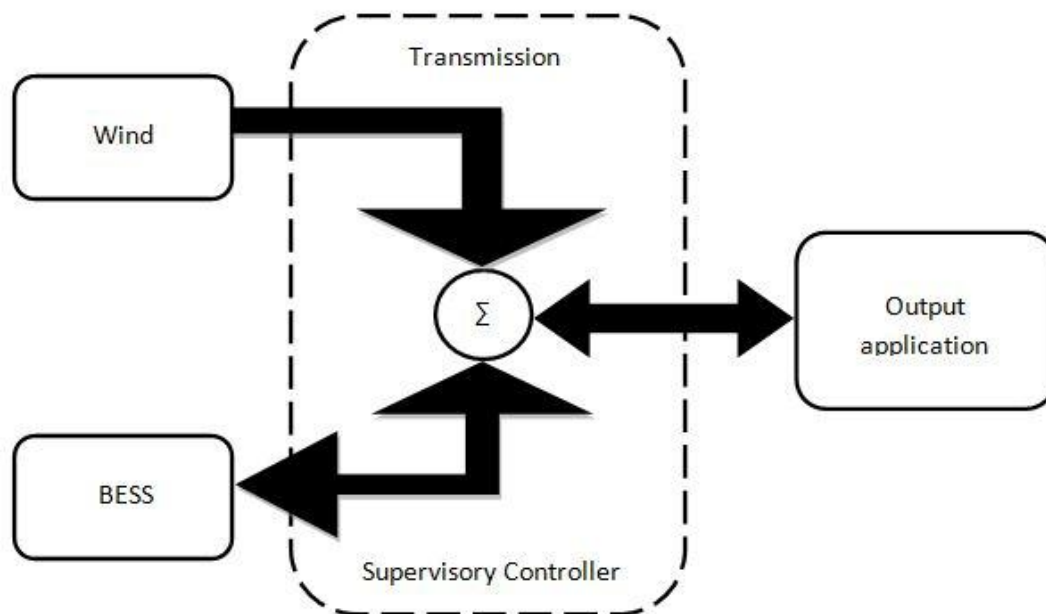 Transmission
Wind
∑
Output
application
BESS
Supervisory Controller